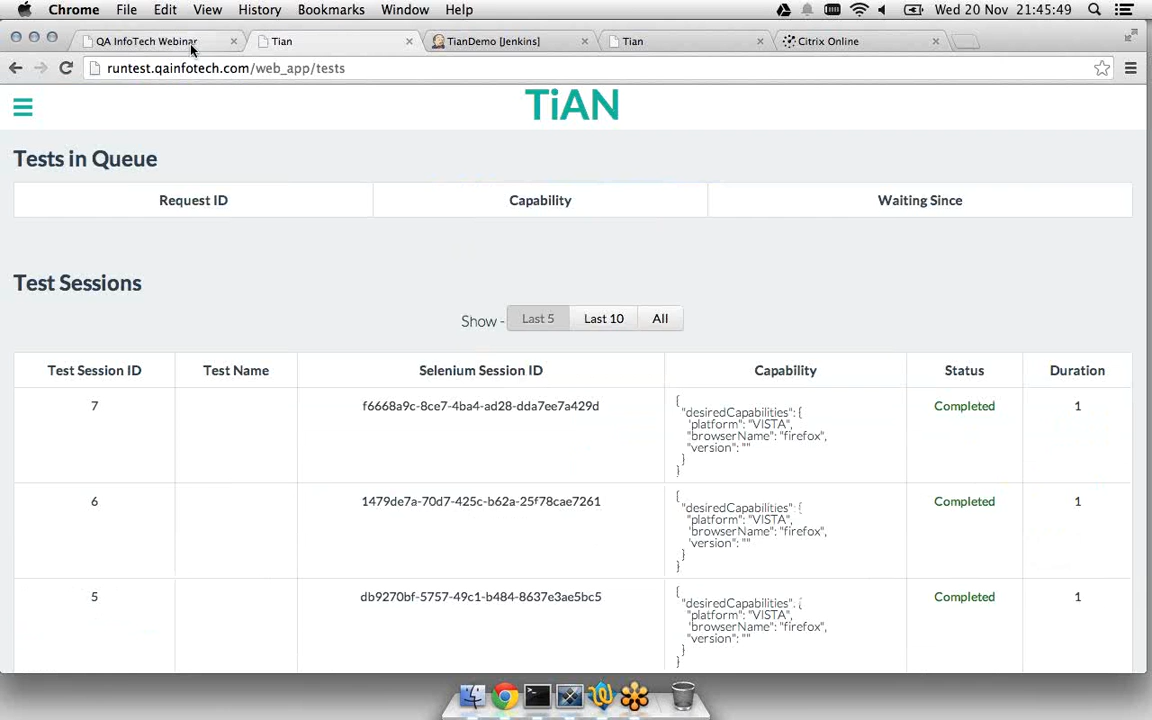 Chrome File Edit View History Bookmarks Window Help Wed 20 Nov 21:45:49
QA InfoTech Webinar Tian TianDemo [Jenkins] Tian Citrix Online
runtest.qainfotech.com/web_app/tests
TiAN
Tests in Queue
Request ID Capability Waiting Since
Test Sessions
Show - Last 5 Last 10 All
Test Session ID Test Name Selenium Session ID Capability Status Duration
7 f6668a9c-8ce7-4ba4-ad28-dda7ee7a429d Completed 1
{
"desiredCapabilities": {
"platform": "VISTA",
"browserName": "firefox",
"version": ""
}
}
6 1479de7a-70d7-425c-b62a-25f78cae7261 Completed 1
{
"desiredCapabilities": {
"platform": "VISTA",
"browserName": "firefox",
"version": ""
}
}
5 db9270bf-5757-49c1-b484-8637e3ae5bc5 Completed 1
{
"desiredCapabilities": {
"platform": "VISTA",
"browserName": "firefox",
"version": ""
}
}